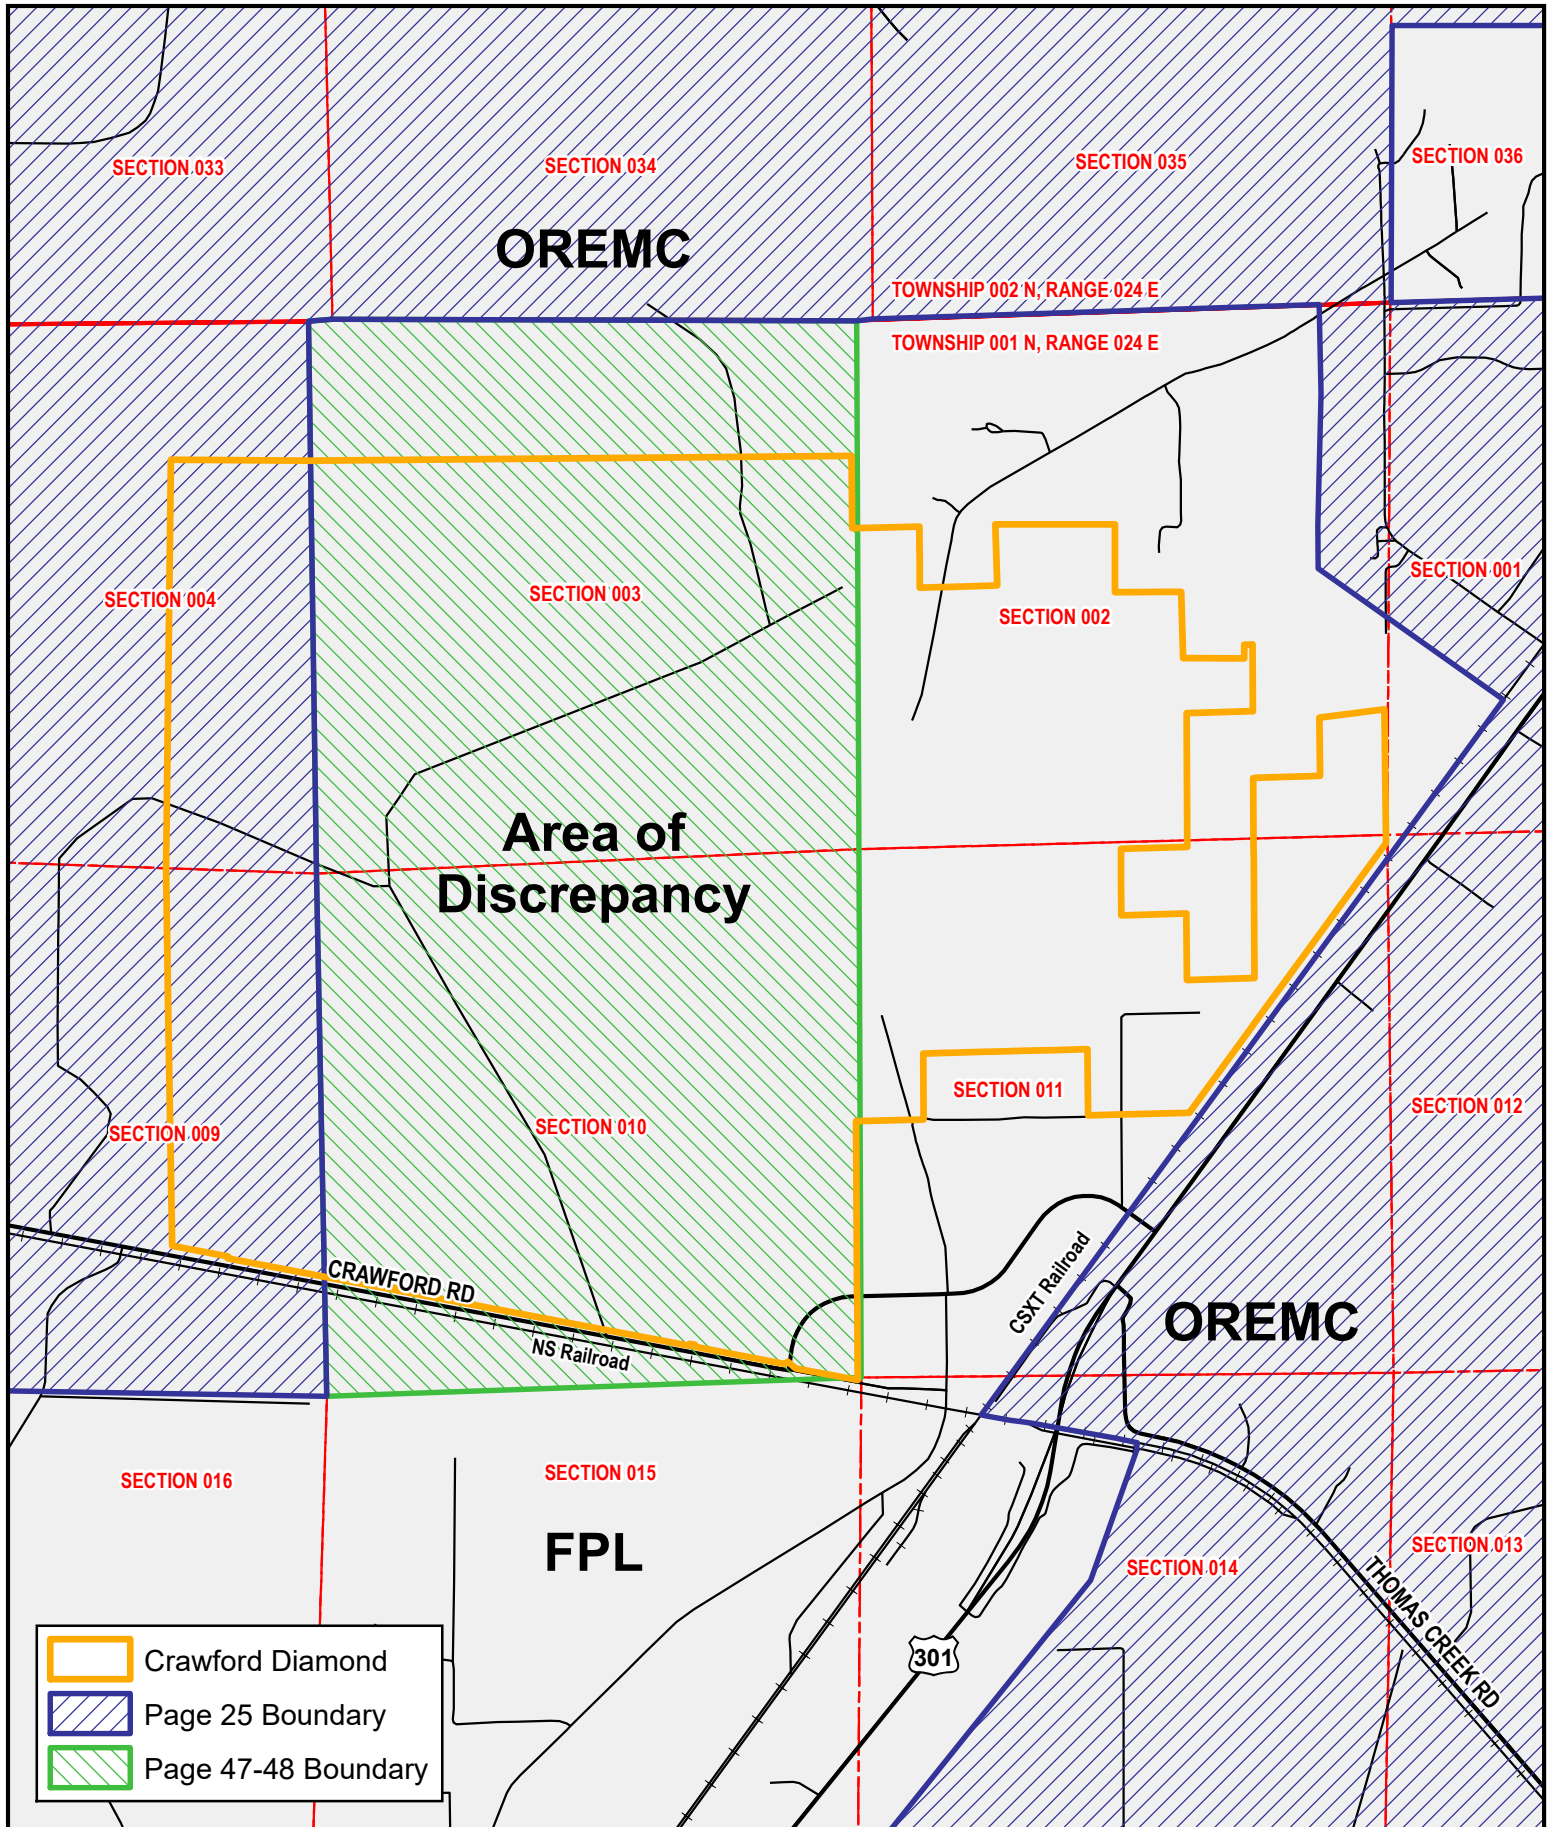 SECTION 033
SECTION 034
SECTION 035
SECTION 036
OREMC
TOWNSHIP 002 N, RANGE 024 E
TOWNSHIP 001 N, RANGE 024 E
SECTION 004
SECTION 003
SECTION 002
SECTION 001
Area of
Discrepancy
SECTION 009
SECTION 010
SECTION 011
SECTION 012
CRAWFORD RD
NS Railroad
CSXT Railroad
OREMC
SECTION 016
SECTION 015
SECTION 014
SECTION 013
FPL
THOMAS CREEK RD
301
Crawford Diamond
Page 25 Boundary
Page 47-48 Boundary